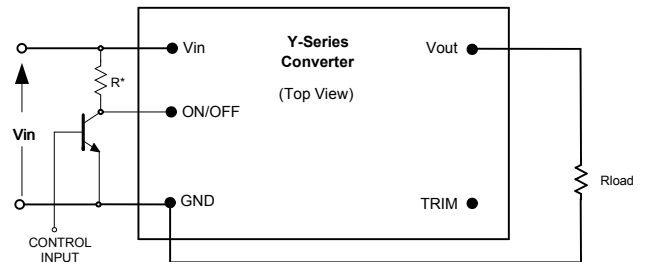 Y-Series
Converter
(Top View)
Vin
Vout
R*
ON/OFF
Vin
Rload
GND
TRIM
CONTROL
INPUT